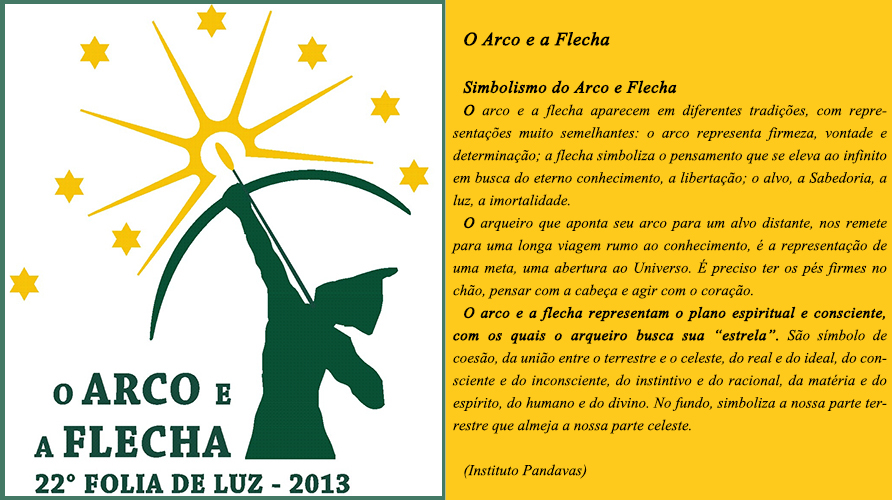 O ARCO E
A FLECHA
22° FOLIA DE LUZ - 2013
O Arco e a Flecha
Simbolismo do Arco e Flecha
O arco e a flecha aparecem em diferentes tradições, com repre-
sentações muito semelhantes: o arco representa firmeza, vontade e
determinação; a flecha simboliza o pensamento que se eleva ao infinito
em busca do eterno conhecimento, a libertação; o alvo, a Sabedoria, a
luz, a imortalidade.
O arqueiro que aponta seu arco para um alvo distante, nos remete
para uma longa viagem rumo ao conhecimento, é a representação de
uma meta, uma abertura ao Universo. É preciso ter os pés firmes no
chão, pensar com a cabeça e agir com o coração.
O arco e a flecha representam o plano espiritual e consciente,
com os quais o arqueiro busca sua “estrela”. São símbolo de
coesão, da união entre o terrestre e o celeste, do real e do ideal, do con-
sciente e do inconsciente, do instintivo e do racional, da matéria e do
espírito, do humano e do divino. No fundo, simboliza a nossa parte ter-
restre que almeja a nossa parte celeste.
(Instituto Pandavas)